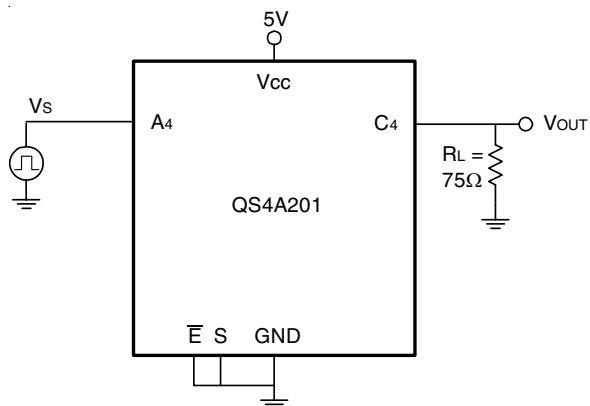 5V
Vcc
Vs
A4
C4
VOUT
RL =
75Ω
QS4A201
E̅ S GND